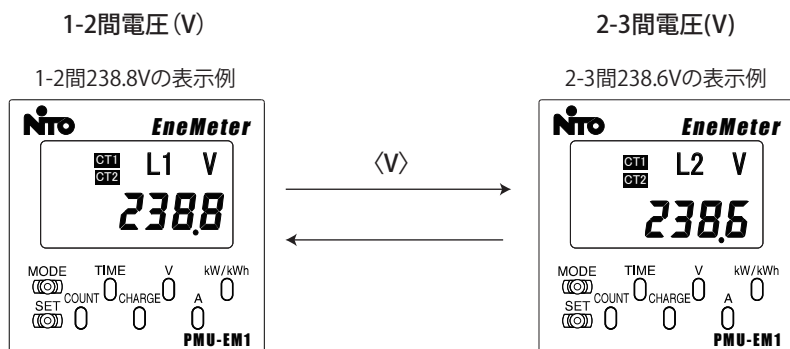 1-2間電圧(V)
2-3間電圧(V)
1-2間238.8Vの表示例
2-3間238.6Vの表示例
NITO EneMeter
CT1 L1 V
CT2
238.8
MODE TIME V kW/kWh
SET COUNT CHARGE A
PMU-EM1
〈V〉
NITO EneMeter
CT1 L2 V
CT2
238.6
MODE TIME V kW/kWh
SET COUNT CHARGE A
PMU-EM1